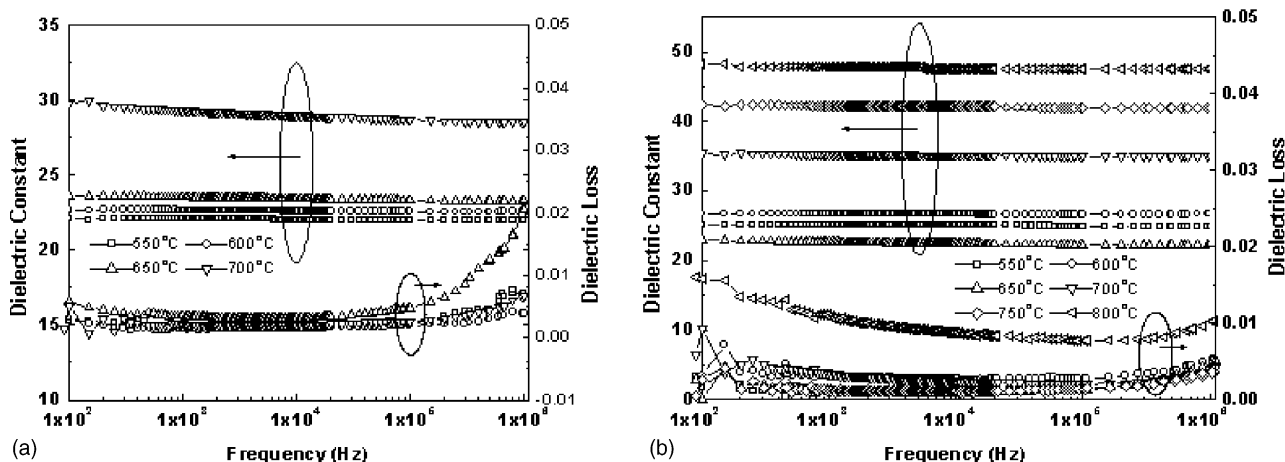 (a)
35
30
25
20
15
10
Dielectric Constant
0.05
0.04
0.03
0.02
0.01
0.00
-0.01
Dielectric Loss
550°C 600°C
650°C 700°C
1x10² 1x10³ 1x10⁴ 1x10⁶ 1x10⁸
Frequency (Hz)
(b)
50
40
30
20
10
0
Dielectric Constant
0.05
0.04
0.03
0.02
0.01
0.00
Dielectric Loss
550°C 600°C
650°C 700°C
750°C 800°C
1x10² 1x10² 1x10³ 1x10⁴ 1x10⁶ 1x10⁸
Frequency (Hz)